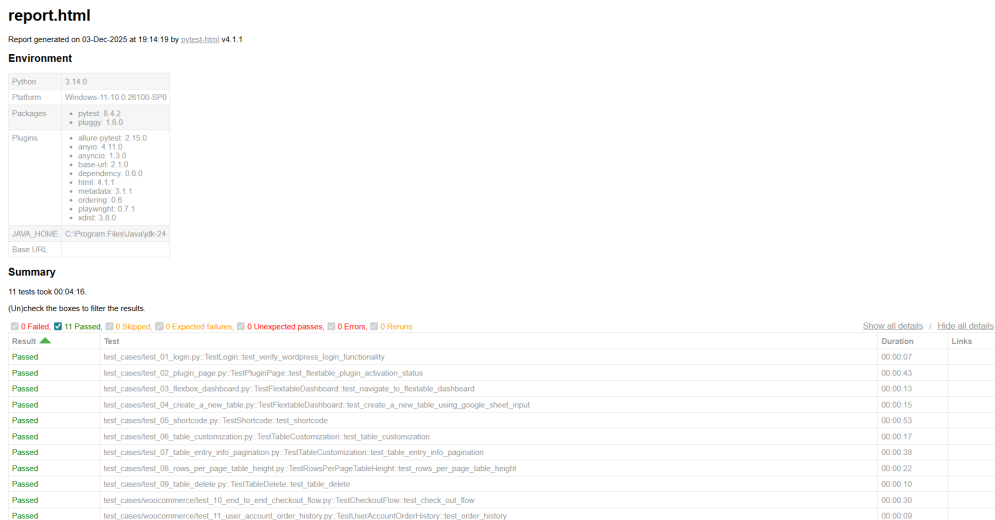 report.html
Report generated on 03-Dec-2025 at 19:14:19 by pytest-html v4.1.1
Environment
Python 3.14.0
Platform Windows-11-10.0.26100-SP0
Packages
pytest: 8.4.2
pluggy: 1.6.0
Plugins
allure-pytest: 2.15.0
anyio: 4.11.0
asyncio: 1.3.0
base-url: 2.1.0
dependency: 0.6.0
html: 4.1.1
metadata: 3.1.1
ordering: 0.6
playwright: 0.7.1
xdist: 3.8.0
JAVA_HOME C:\Program Files\Java\jdk-24
Base URL
Summary
11 tests took 00:04:16.
(Un)check the boxes to filter the results.
0 Failed, 11 Passed, 0 Skipped, 0 Expected failures, 0 Unexpected passes, 0 Errors, 0 Reruns Show all details / Hide all details
Result Test Duration Links
Passed test_cases/test_01_login.py::TestLogin::test_verify_wordpress_login_functionality 00:00:07
Passed test_cases/test_02_plugin_page.py::TestPluginPage::test_flextable_plugin_activation_status 00:00:43
Passed test_cases/test_03_flexbox_dashboard.py::TestFlextableDashboard::test_navigate_to_flextable_dashboard 00:00:13
Passed test_cases/test_04_create_a_new_table.py::TestFlextableDashboard::test_create_a_new_table_using_google_sheet_input 00:00:15
Passed test_cases/test_05_shortcode.py::TestShortcode::test_shortcode 00:00:53
Passed test_cases/test_06_table_customization.py::TestTableCustomization::test_table_customization 00:00:17
Passed test_cases/test_07_table_entry_info_pagination.py::TestTableCustomization::test_table_entry_info_pagination 00:00:38
Passed test_cases/test_08_rows_per_page_table_height.py::TestRowsPerPageTableHeight::test_rows_per_page_table_height 00:00:22
Passed test_cases/test_09_table_delete.py::TestTableDelete::test_table_delete 00:00:10
Passed test_cases/woocommerce/test_10_end_to_end_checkout_flow.py::TestCheckoutFlow::test_check_out_flow 00:00:30
Passed test_cases/woocommerce/test_11_user_account_order_history.py::TestUserAccountOrderHistory::test_order_history 00:00:09